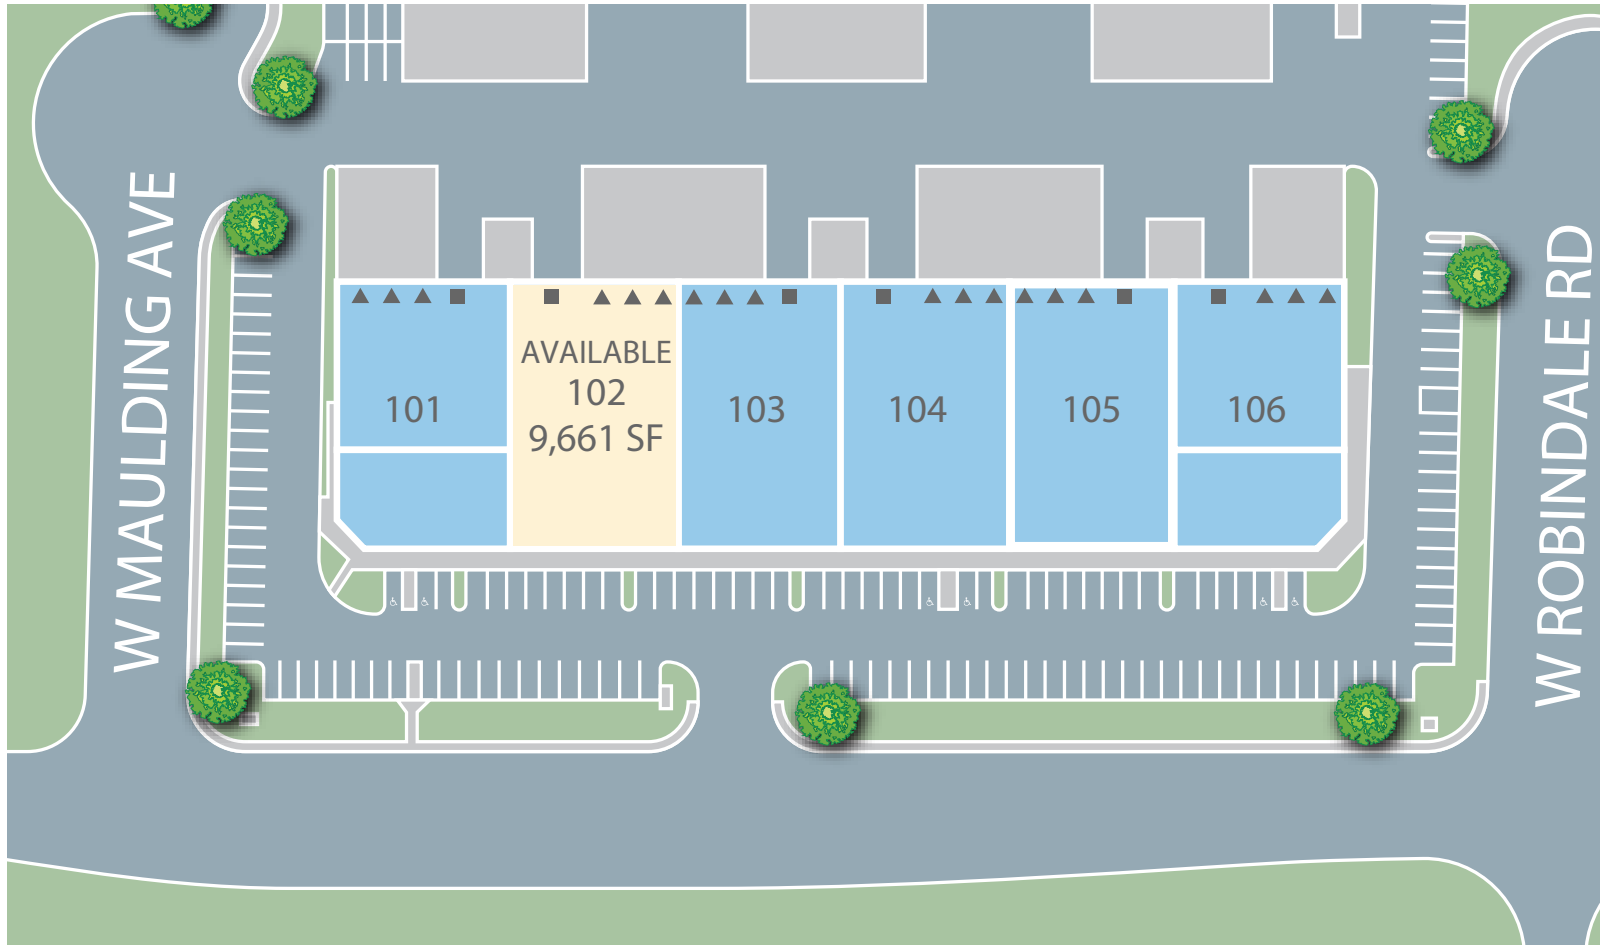 W MAULDING AVE
101
AVAILABLE
102
9,661 SF
103
104
105
106
W ROBINDALE RD